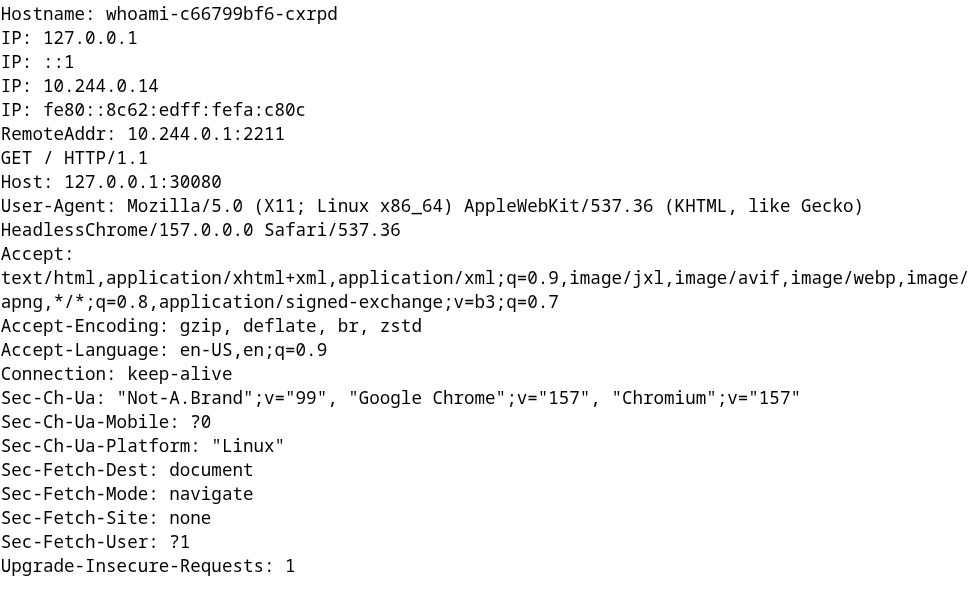 Hostname: whoami-c66799bf6-cxrpd
IP: 127.0.0.1
IP: ::1
IP: 10.244.0.14
IP: fe80::8c62:edff:fefa:c80c
RemoteAddr: 10.244.0.1:2211
GET / HTTP/1.1
Host: 127.0.0.1:30080
User-Agent: Mozilla/5.0 (X11; Linux x86_64) AppleWebKit/537.36 (KHTML, like Gecko)
HeadlessChrome/157.0.0.0 Safari/537.36
Accept:
text/html,application/xhtml+xml,application/xml;q=0.9,image/jxl,image/avif,image/webp,image/
apng,*/*;q=0.8,application/signed-exchange;v=b3;q=0.7
Accept-Encoding: gzip, deflate, br, zstd
Accept-Language: en-US,en;q=0.9
Connection: keep-alive
Sec-Ch-Ua: "Not-A.Brand";v="99", "Google Chrome";v="157", "Chromium";v="157"
Sec-Ch-Ua-Mobile: ?0
Sec-Ch-Ua-Platform: "Linux"
Sec-Fetch-Dest: document
Sec-Fetch-Mode: navigate
Sec-Fetch-Site: none
Sec-Fetch-User: ?1
Upgrade-Insecure-Requests: 1